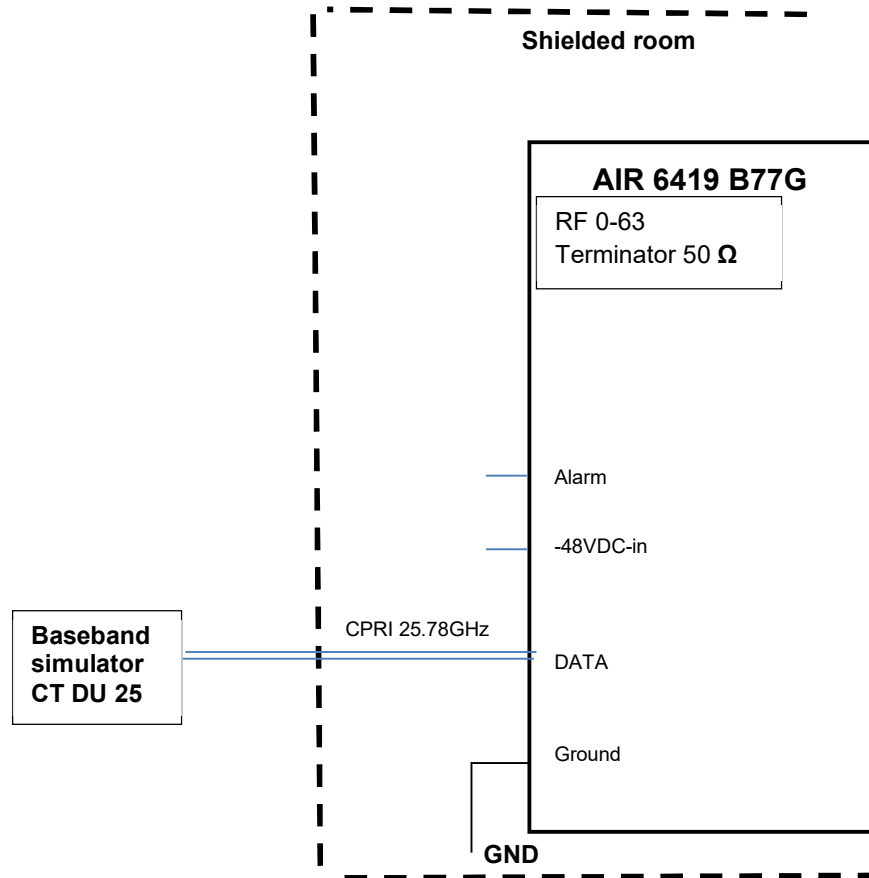 Shielded room
AIR 6419 B77G
RF 0-63
Terminator 50 Ω
Alarm
-48VDC-in
CPRI 25.78GHz
Baseband
simulator
CT DU 25
DATA
Ground
GND